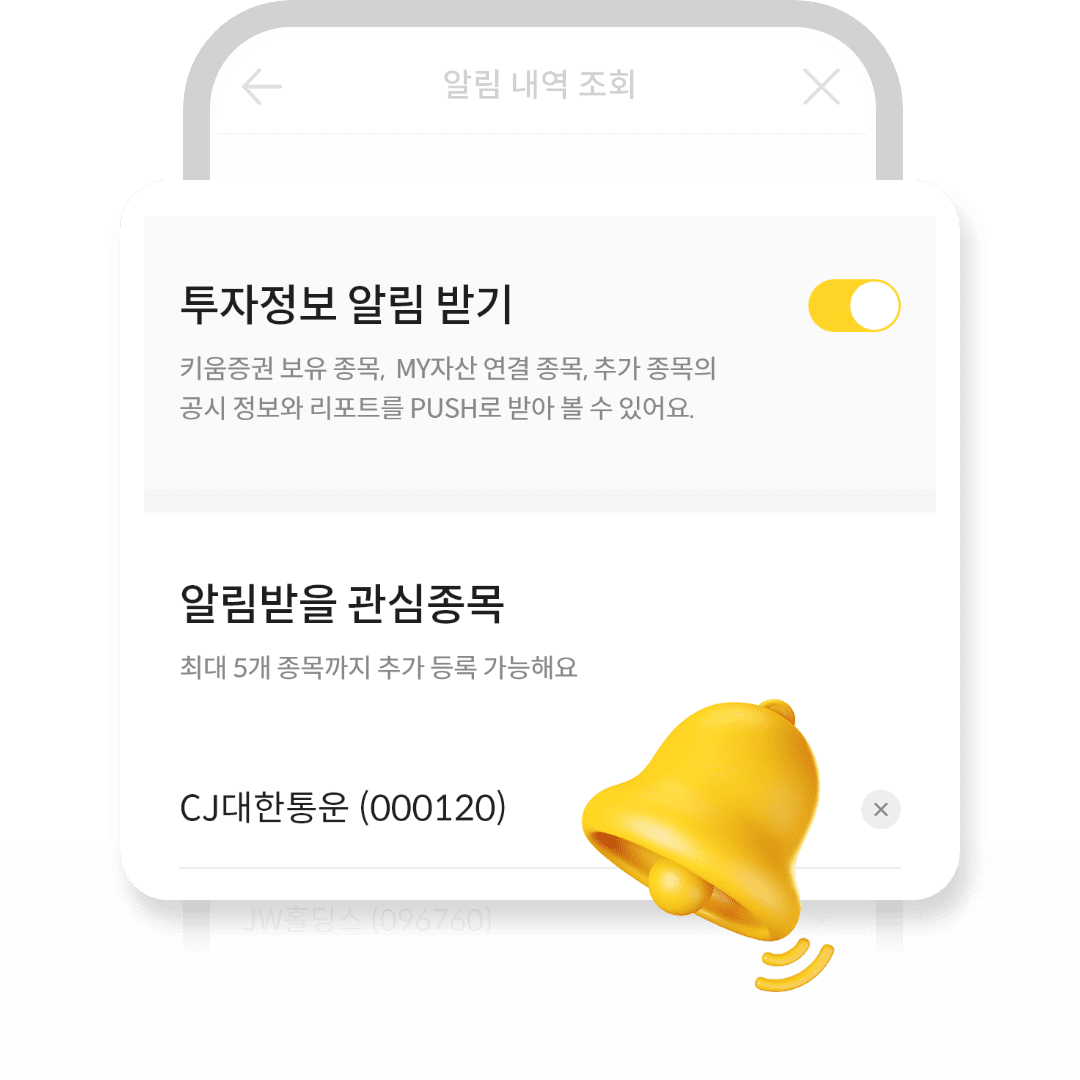 알림 내역 조회
투자정보 알림 받기
키움증권 보유 종목, MY자산 연결 종목, 추가 종목의
공시 정보와 리포트를 PUSH로 받아 볼 수 있어요.
알림받을 관심종목
최대 5개 종목까지 추가 등록 가능해요
CJ대한통운 (000120)
JW홀딩스 (096760)